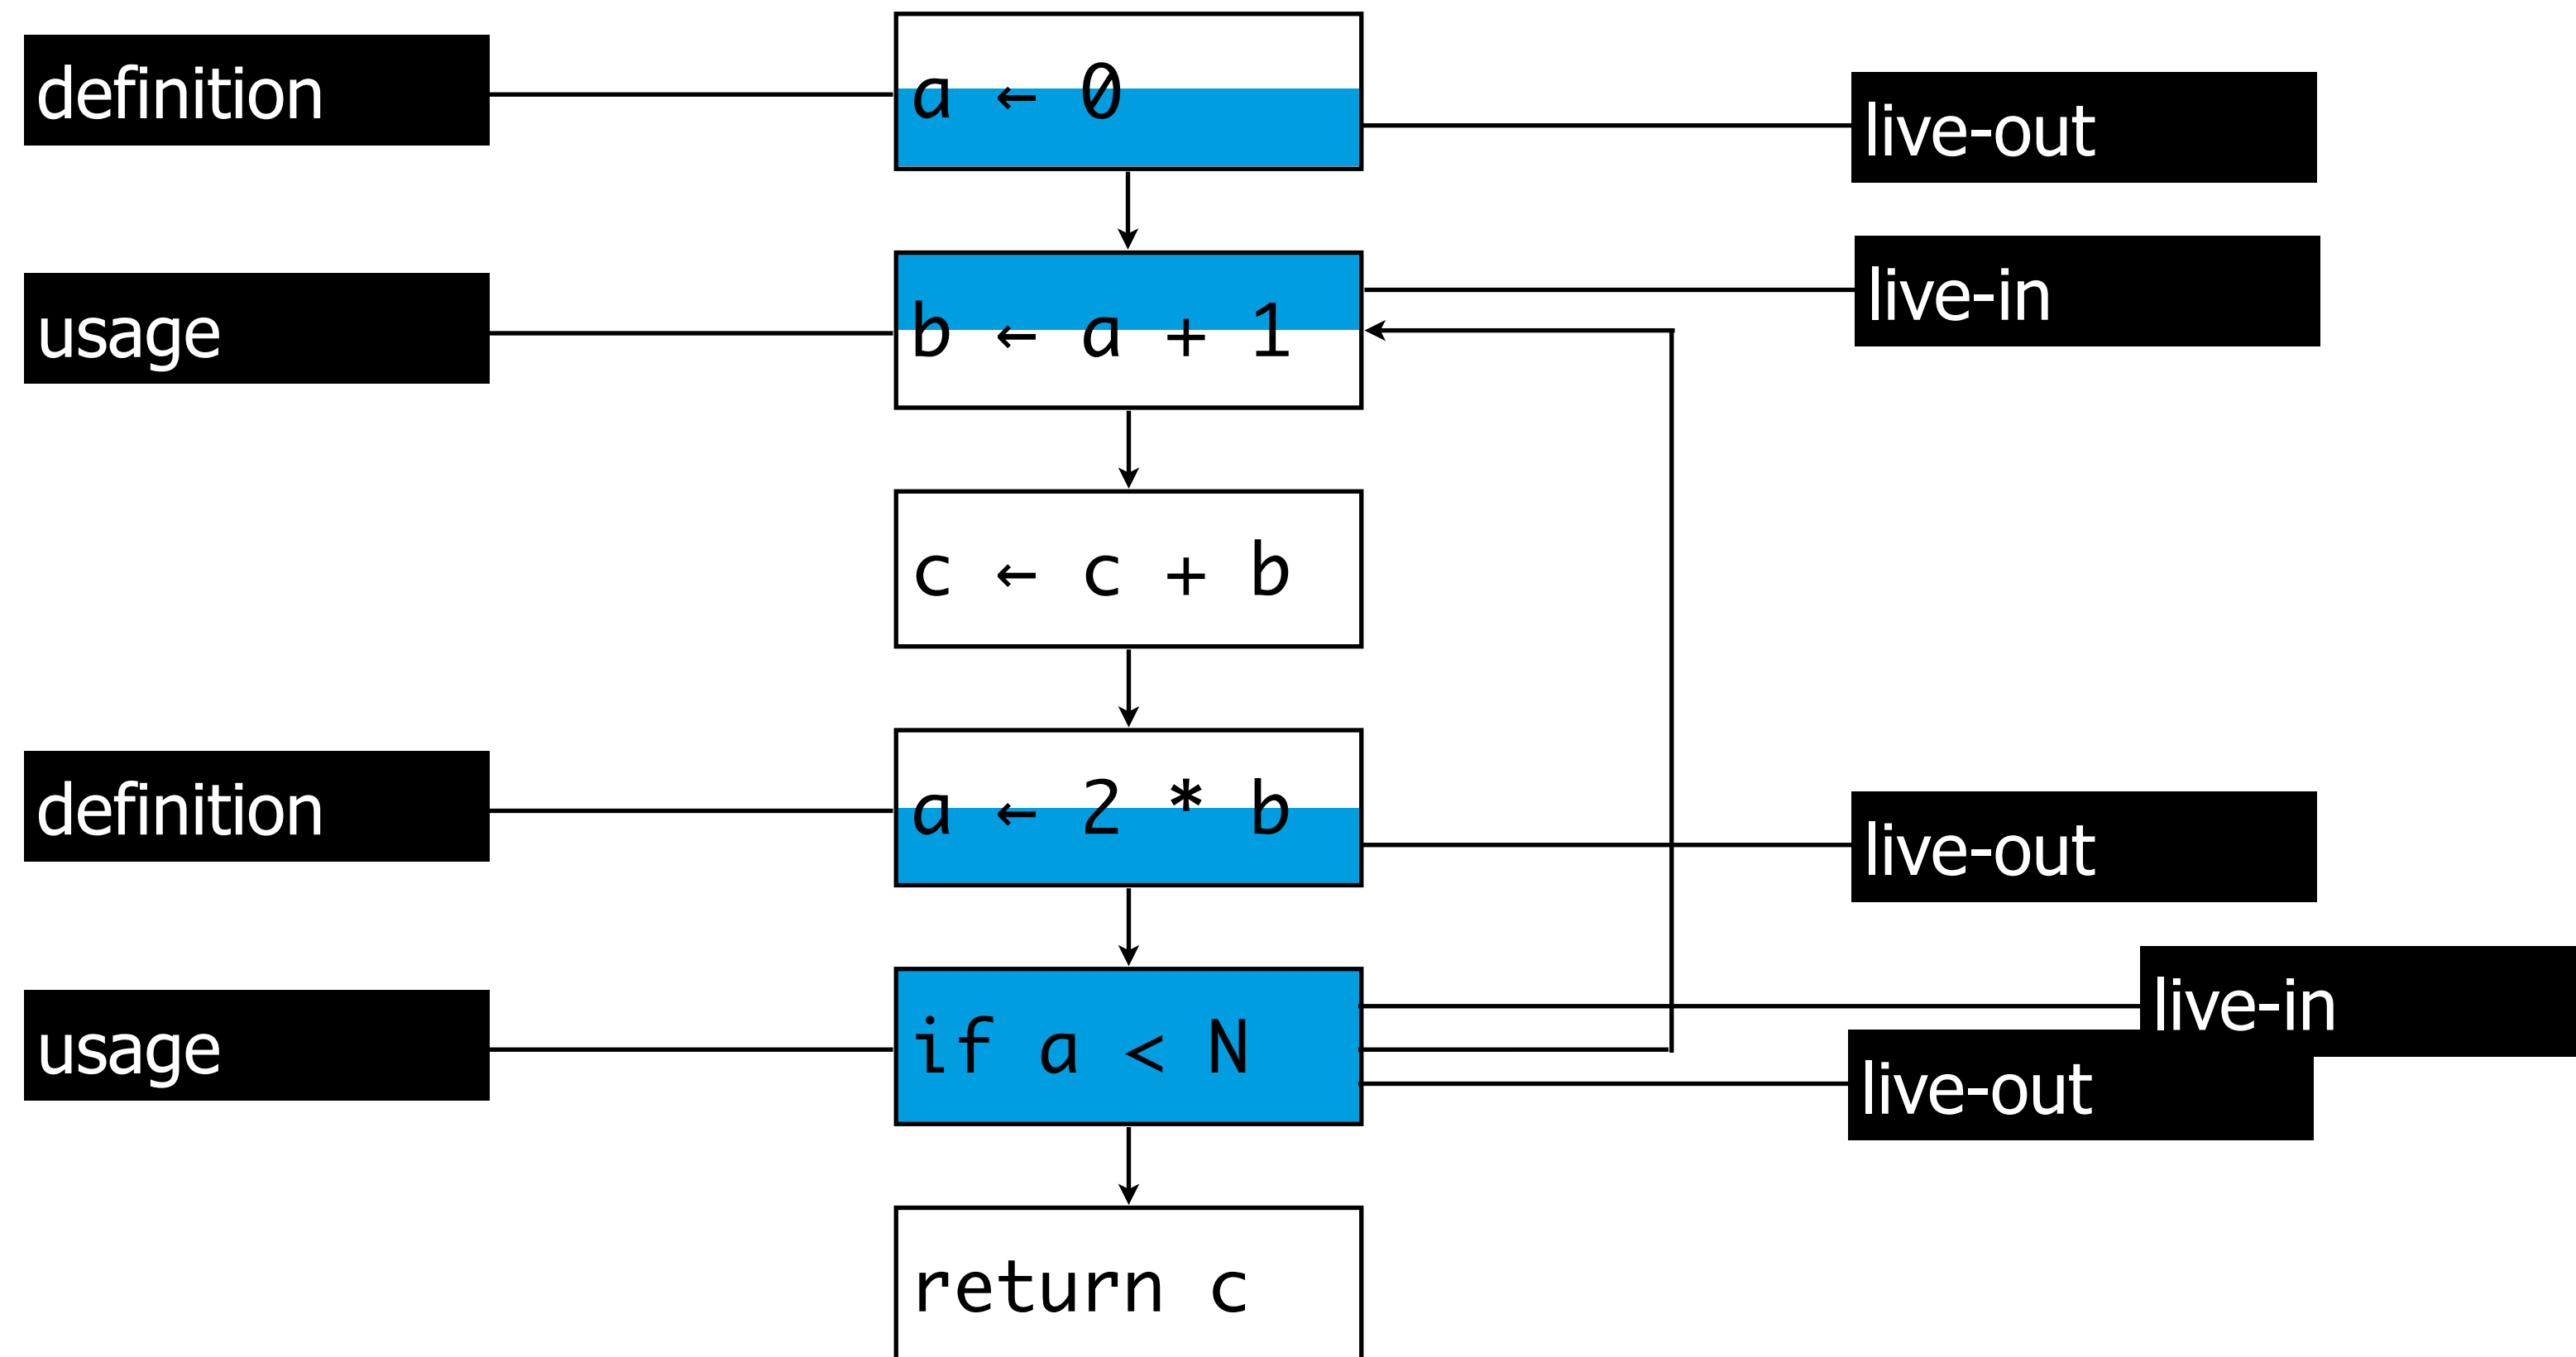 definition
a ← 0
live-out
usage
b ← a + 1
live-in
c ← c + b
definition
a ← 2 * b
live-out
usage
if a < N
live-in
live-out
return c